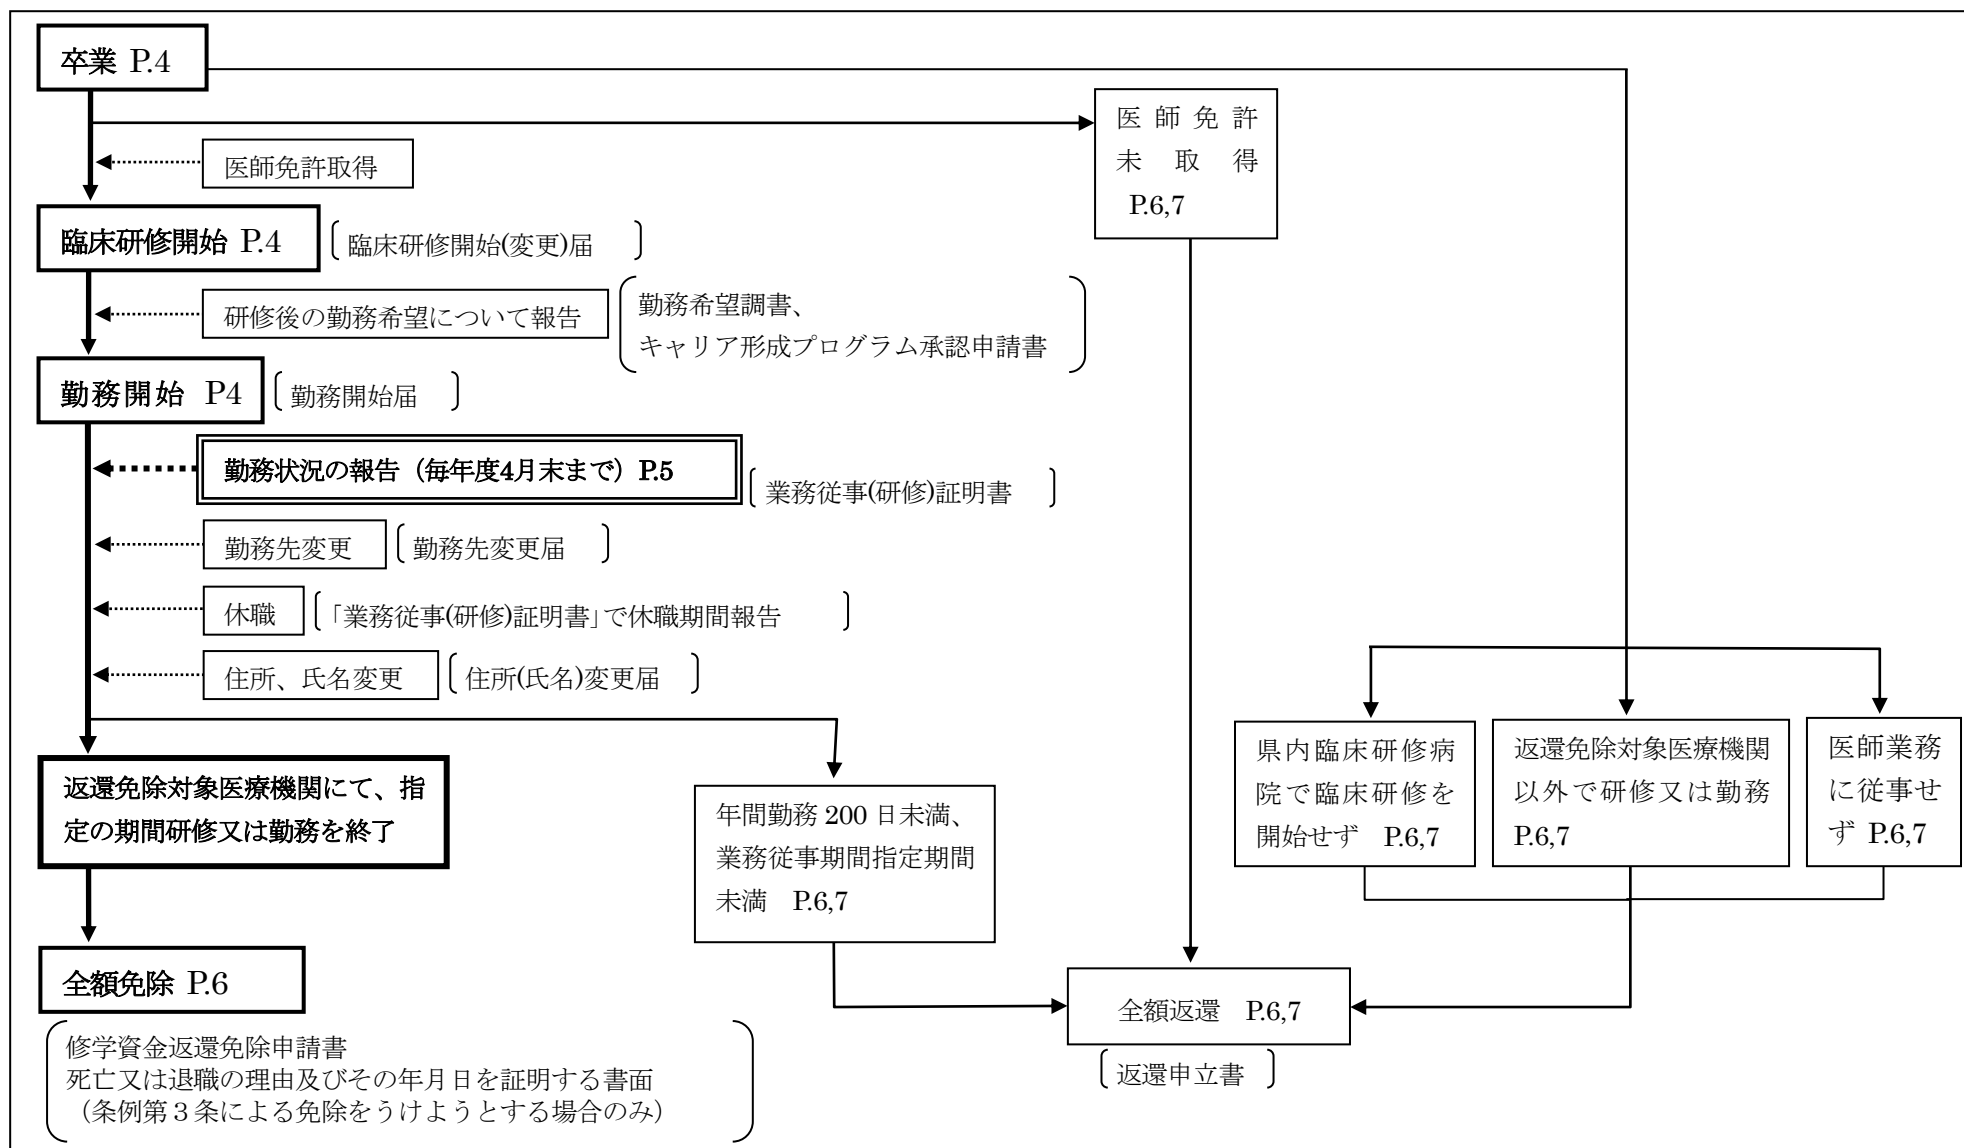 卒業 P.4
医師免許
未取得
P.6,7
医師免許取得
臨床研修開始 P.4
臨床研修開始(変更)届
研修後の勤務希望について報告
勤務希望調書、
キャリア形成プログラム承認申請書
勤務開始 P4
勤務開始届
勤務状況の報告（毎年度4月末まで）P.5
業務従事(研修)証明書
勤務先変更
勤務先変更届
休職
「業務従事(研修)証明書」で休職期間報告
住所、氏名変更
住所(氏名)変更届
返還免除対象医療機関にて、指
定の期間研修又は勤務を終了
年間勤務 200 日未満、
業務従事期間指定期間
未満 P.6,7
県内臨床研修病
院で臨床研修を
開始せず P.6,7
返還免除対象医療機関
以外で研修又は勤務
P.6,7
医師業務
に従事せ
ず P.6,7
全額免除 P.6
修学資金返還免除申請書
死亡又は退職の理由及びその年月日を証明する書面
（条例第３条による免除をうけようとする場合のみ）
全額返還 P.6,7
返還申立書